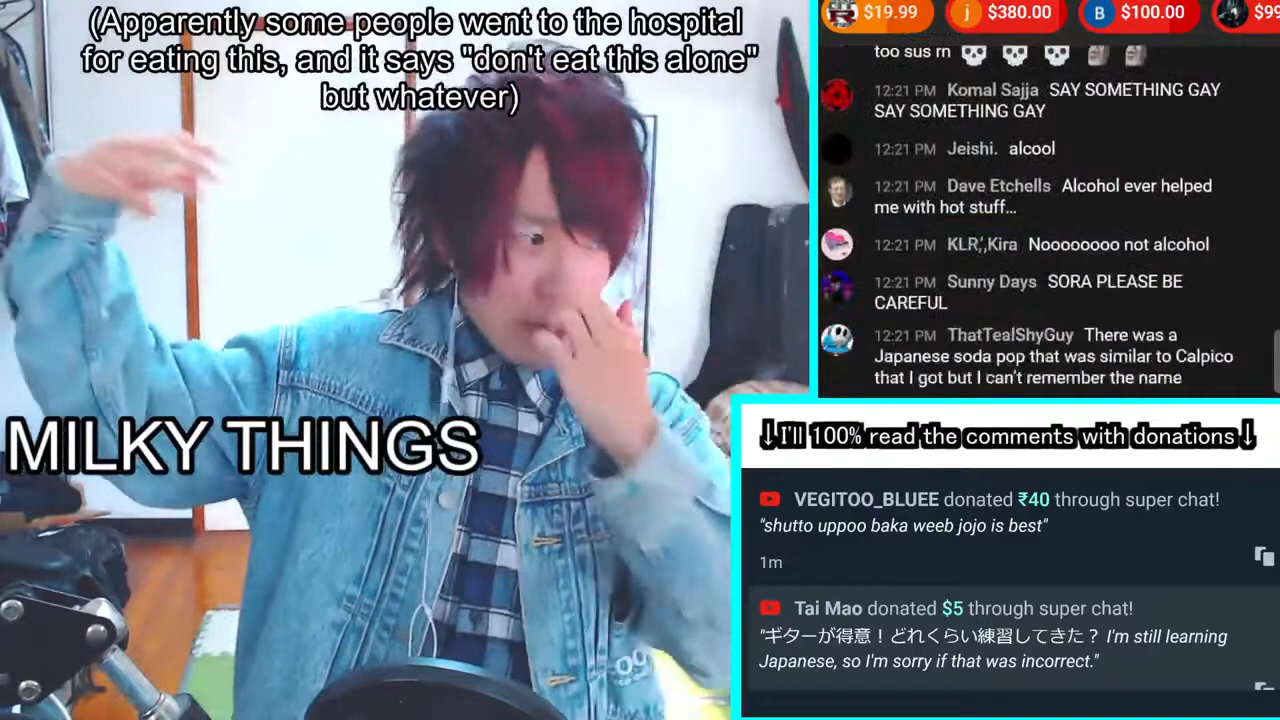 (Apparently some people went to the hospital
for eating this, and it says "don't eat this alone"
but whatever)
MILKY THINGS
$19.99
j
$380.00
B
$100.00
too sus rn
12:21 PM Komal Sajja SAY SOMETHING GAY
SAY SOMETHING GAY
12:21 PM Jeishi. alcool
12:21 PM Dave Etchells Alcohol ever helped
me with hot stuff...
12:21 PM KLR,',Kira Noooooooo not alcohol
12:21 PM Sunny Days SORA PLEASE BE
CAREFUL
12:21 PM ThatTealShyGuy There was a
Japanese soda pop that was similar to Calpico
that I got but I can't remember the name
↓I'll 100% read the comments with donations↓
VEGITOO_BLUEE donated ₹40 through super chat!
"shutto uppoo baka weeb jojo is best"
1m
Tai Mao donated $5 through super chat!
"ギターが得意！どれくらい練習してきた？ I'm still learning
Japanese, so I'm sorry if that was incorrect."